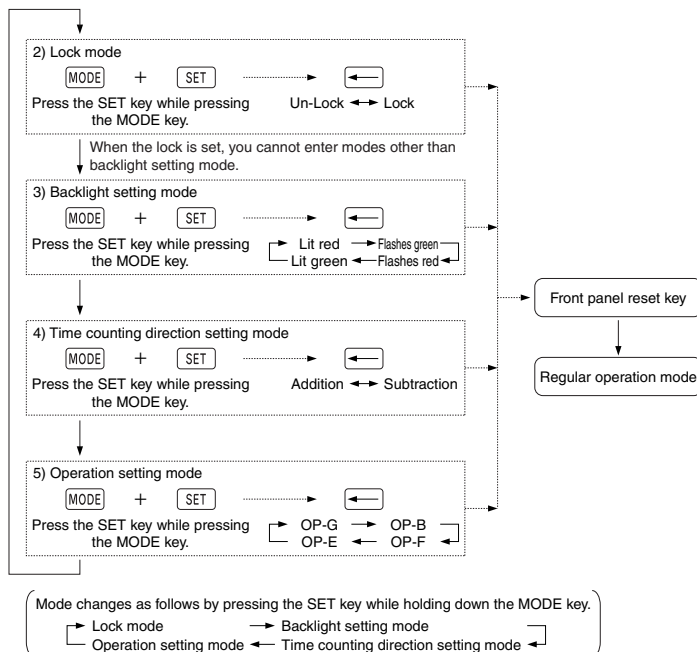 2) Lock mode
MODE + SET
Press the SET key while pressing
the MODE key.
Un-Lock ↔ Lock
When the lock is set, you cannot enter modes other than
backlight setting mode.
3) Backlight setting mode
MODE + SET
Press the SET key while pressing
the MODE key.
Lit red → Flashes green
Lit green ← Flashes red
4) Time counting direction setting mode
MODE + SET
Press the SET key while pressing
the MODE key.
Addition ↔ Subtraction
5) Operation setting mode
MODE + SET
Press the SET key while pressing
the MODE key.
OP-G → OP-B
OP-E ← OP-F
Front panel reset key
Regular operation mode
Mode changes as follows by pressing the SET key while holding down the MODE key.
Lock mode → Backlight setting mode
Operation setting mode ← Time counting direction setting mode